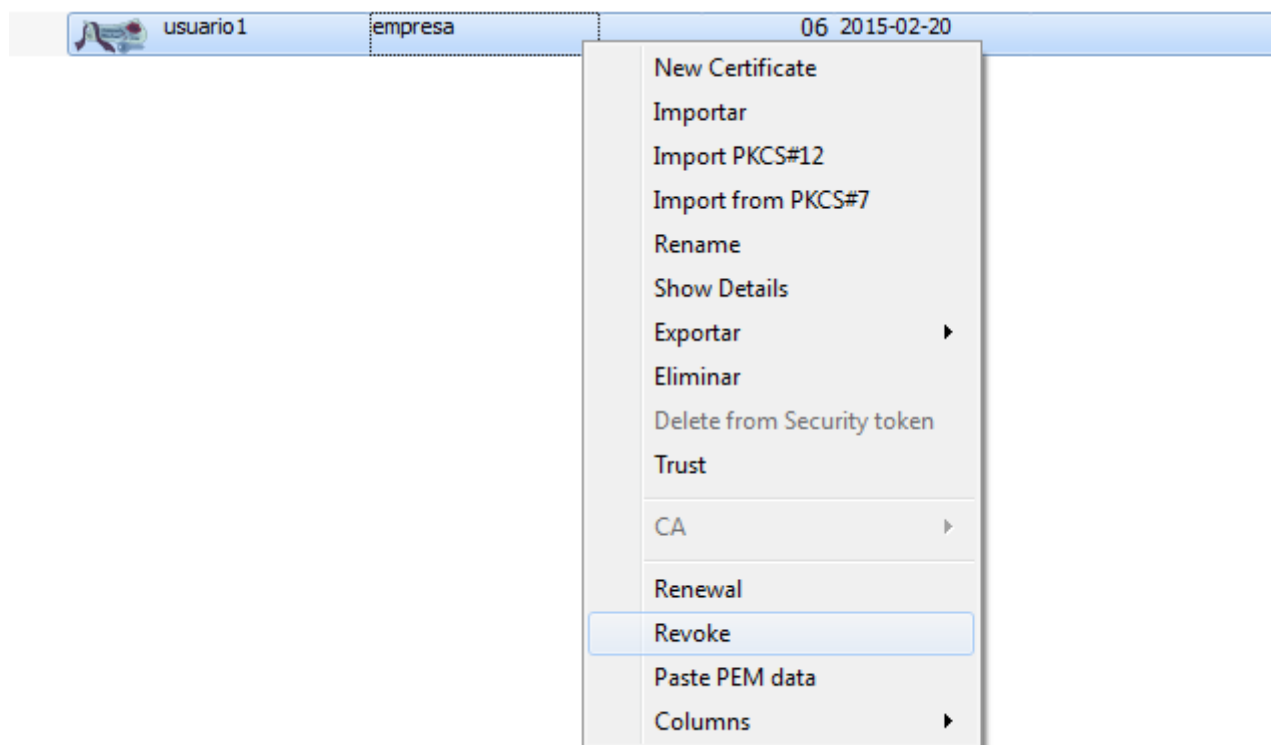 usuario1 empresa 06 2015-02-20
New Certificate
Importar
Import PKCS#12
Import from PKCS#7
Rename
Show Details
Exportar
Eliminar
Delete from Security token
Trust
CA
Renewal
Revoke
Paste PEM data
Columns